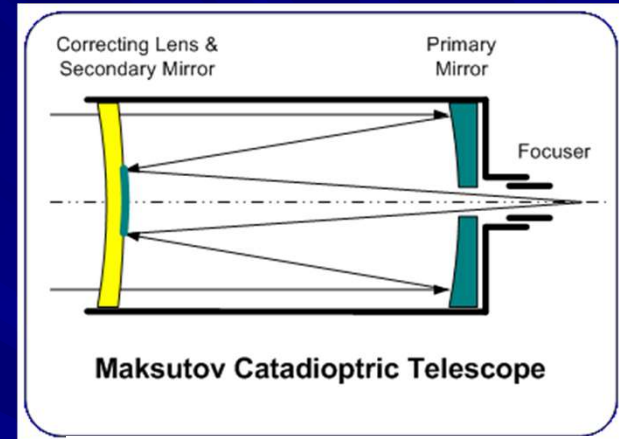 Correcting Lens &
Secondary Mirror
Primary
Mirror
Focuser
Maksutov Catadioptric Telescope